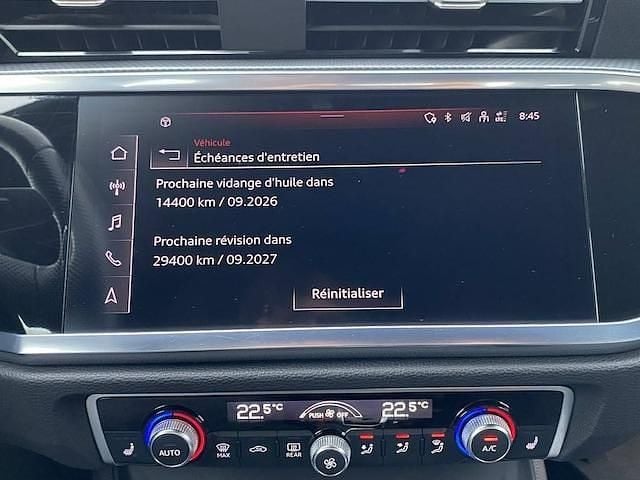 8:45
Véhicule
Échéances d'entretien
Prochaine vidange d'huile dans
14400 km / 09.2026
Prochaine révision dans
29400 km / 09.2027
Réinitialiser
22.5°C
PUSH OFF
22.5°C
AUTO
MAX
REAR
A/C